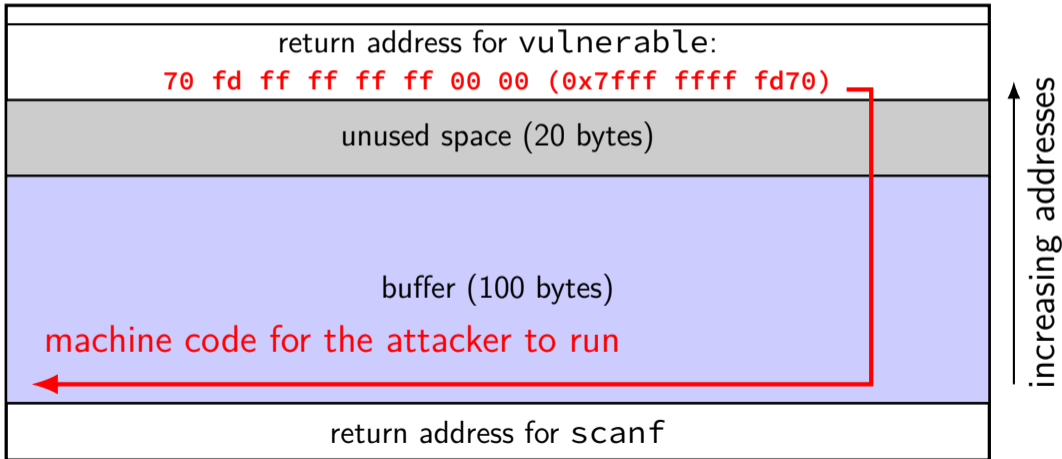 return address for vulnerable:
70 fd ff ff ff ff 00 00 (0x7fff ffff fd70)
unused space (20 bytes)
buffer (100 bytes)
machine code for the attacker to run
return address for scanf
increasing addresses